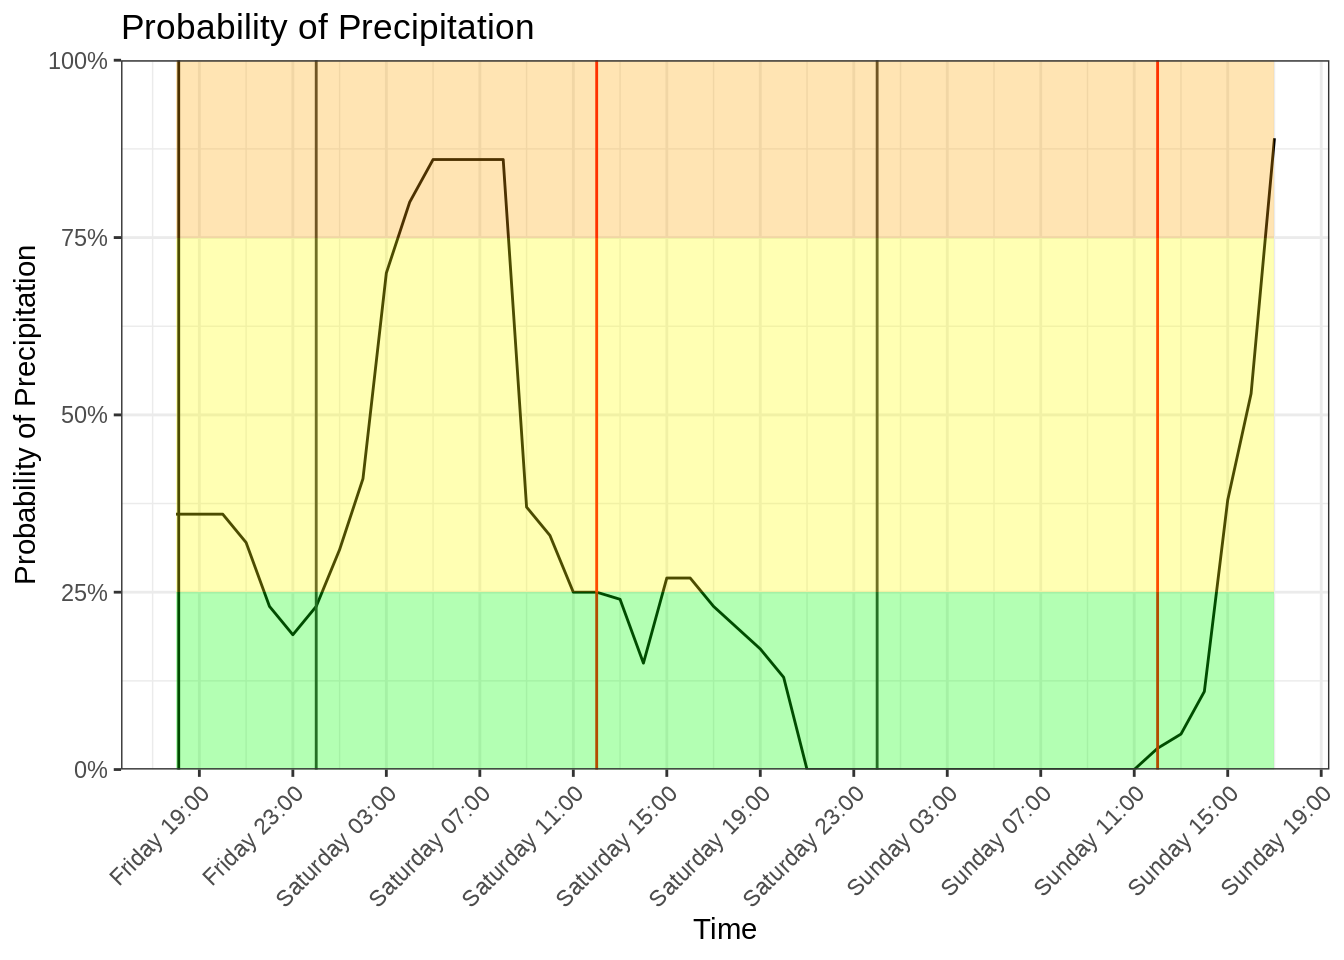 Probability of Precipitation
Probability of Precipitation
100%
75%
50%
25%
0%
Friday 19:00
Friday 23:00
Saturday 03:00
Saturday 07:00
Saturday 11:00
Saturday 15:00
Saturday 19:00
Saturday 23:00
Sunday 03:00
Sunday 07:00
Sunday 11:00
Sunday 15:00
Sunday 19:00
Time